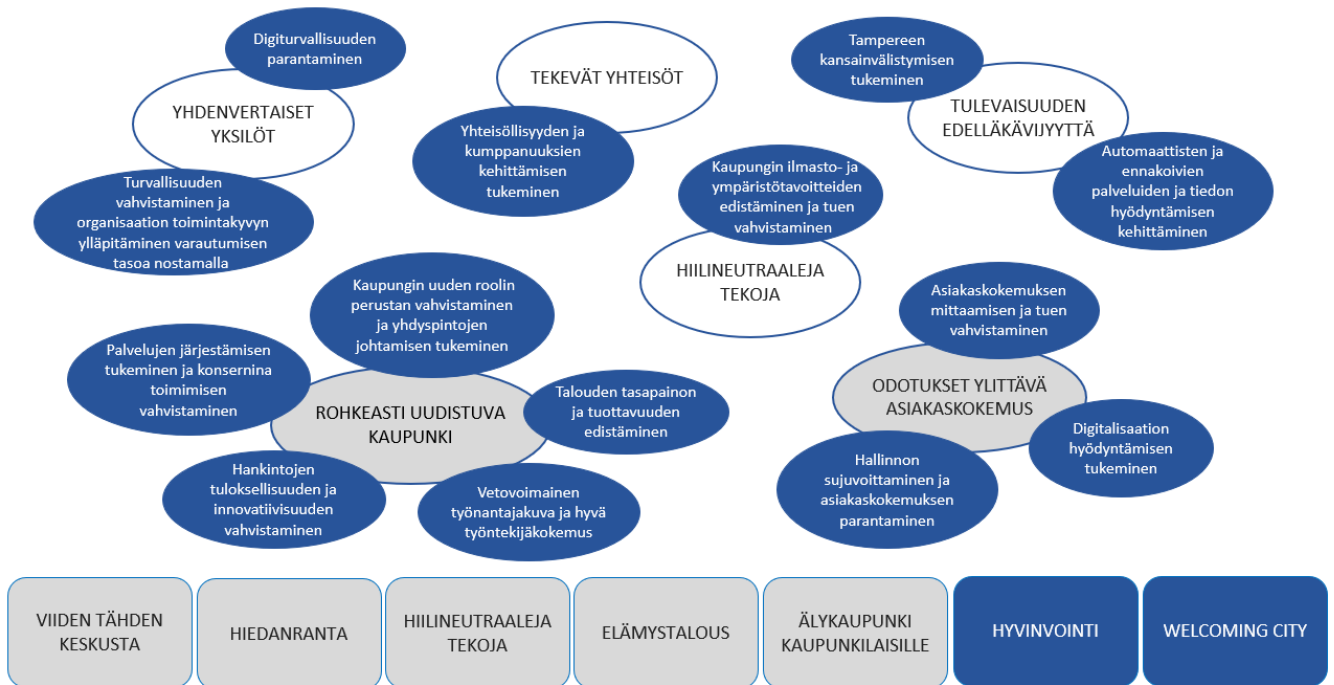 Digiturvallisuuden
parantaminen
YHDENVERTAISET
YKSILÖT
Turvallisuuden
vahvistaminen ja
organisaation toimintakyvyn
ylläpitäminen varautumisen
tasoa nostamalla
TEKEVÄT YHTEISÖT
Yhteisöllisyyden ja
kumppanuuksien
kehittämisen
tukeminen
Tampereen
kansainvälistymisen
tukeminen
TULEVAISUUDEN
EDELLÄKÄVIJYYTTÄ
Automaattisten ja
ennakoivien
palveluiden ja tiedon
hyödyntämisen
kehittäminen
Kaupungin ilmasto- ja
ympäristötavoitteiden
edistäminen ja tuen
vahvistaminen
HIILINEUTRAALEJA
TEKOJA
Kaupungin uuden roolin
perustan vahvistaminen
ja yhdyspintojen
johtamisen tukeminen
Palvelujen järjestämisen
tukeminen ja konsernina
toimimisen
vahvistaminen
ROHKEASTI UUDISTUVA
KAUPUNKI
Talouden tasapainon
ja tuottavuuden
edistäminen
Hankintojen
tuloksellisuuden ja
innovatiivisuuden
vahvistaminen
Vetovoimainen
työnantajakuva ja hyvä
työntekijäkokemus
Asiakaskokemuksen
mittaamisen ja tuen
vahvistaminen
ODOTUKSET YLITTÄVÄ
ASIAKASKOKEMUS
Digitalisaation
hyödyntämisen
tukeminen
Hallinnon
sujuvoittaminen ja
asiakaskokemuksen
parantaminen
VIIDEN TÄHDEN
KESKUSTA
HIEDANRANTA
HIILINEUTRAALEJA
TEKOJA
ELÄMYSTALOUS
ÄLYKAUPUNKI
KAUPUNKILAISILLE
HYVINVOINTI
WELCOMING CITY